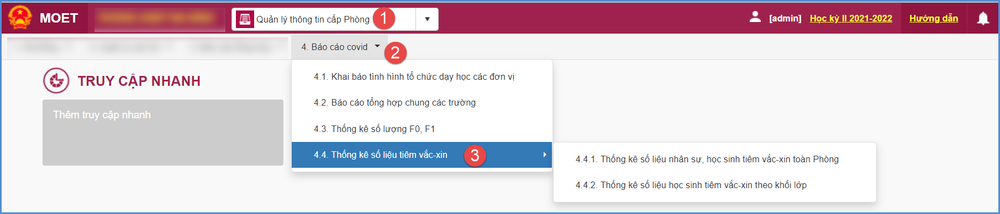 MOET
Quản lý thông tin cấp Phòng
1
[admin]
Học kỳ II 2021-2022
Hướng dẫn
4. Báo cáo covid
2
TRUY CẬP NHANH
Thêm truy cập nhanh
4.1. Khai báo tình hình tổ chức dạy học các đơn vị
4.2. Báo cáo tổng hợp chung các trường
4.3. Thống kê số lượng F0, F1
4.4. Thống kê số liệu tiêm vắc-xin
3
4.4.1. Thống kê số liệu nhân sự, học sinh tiêm vắc-xin toàn Phòng
4.4.2. Thống kê số liệu học sinh tiêm vắc-xin theo khối lớp